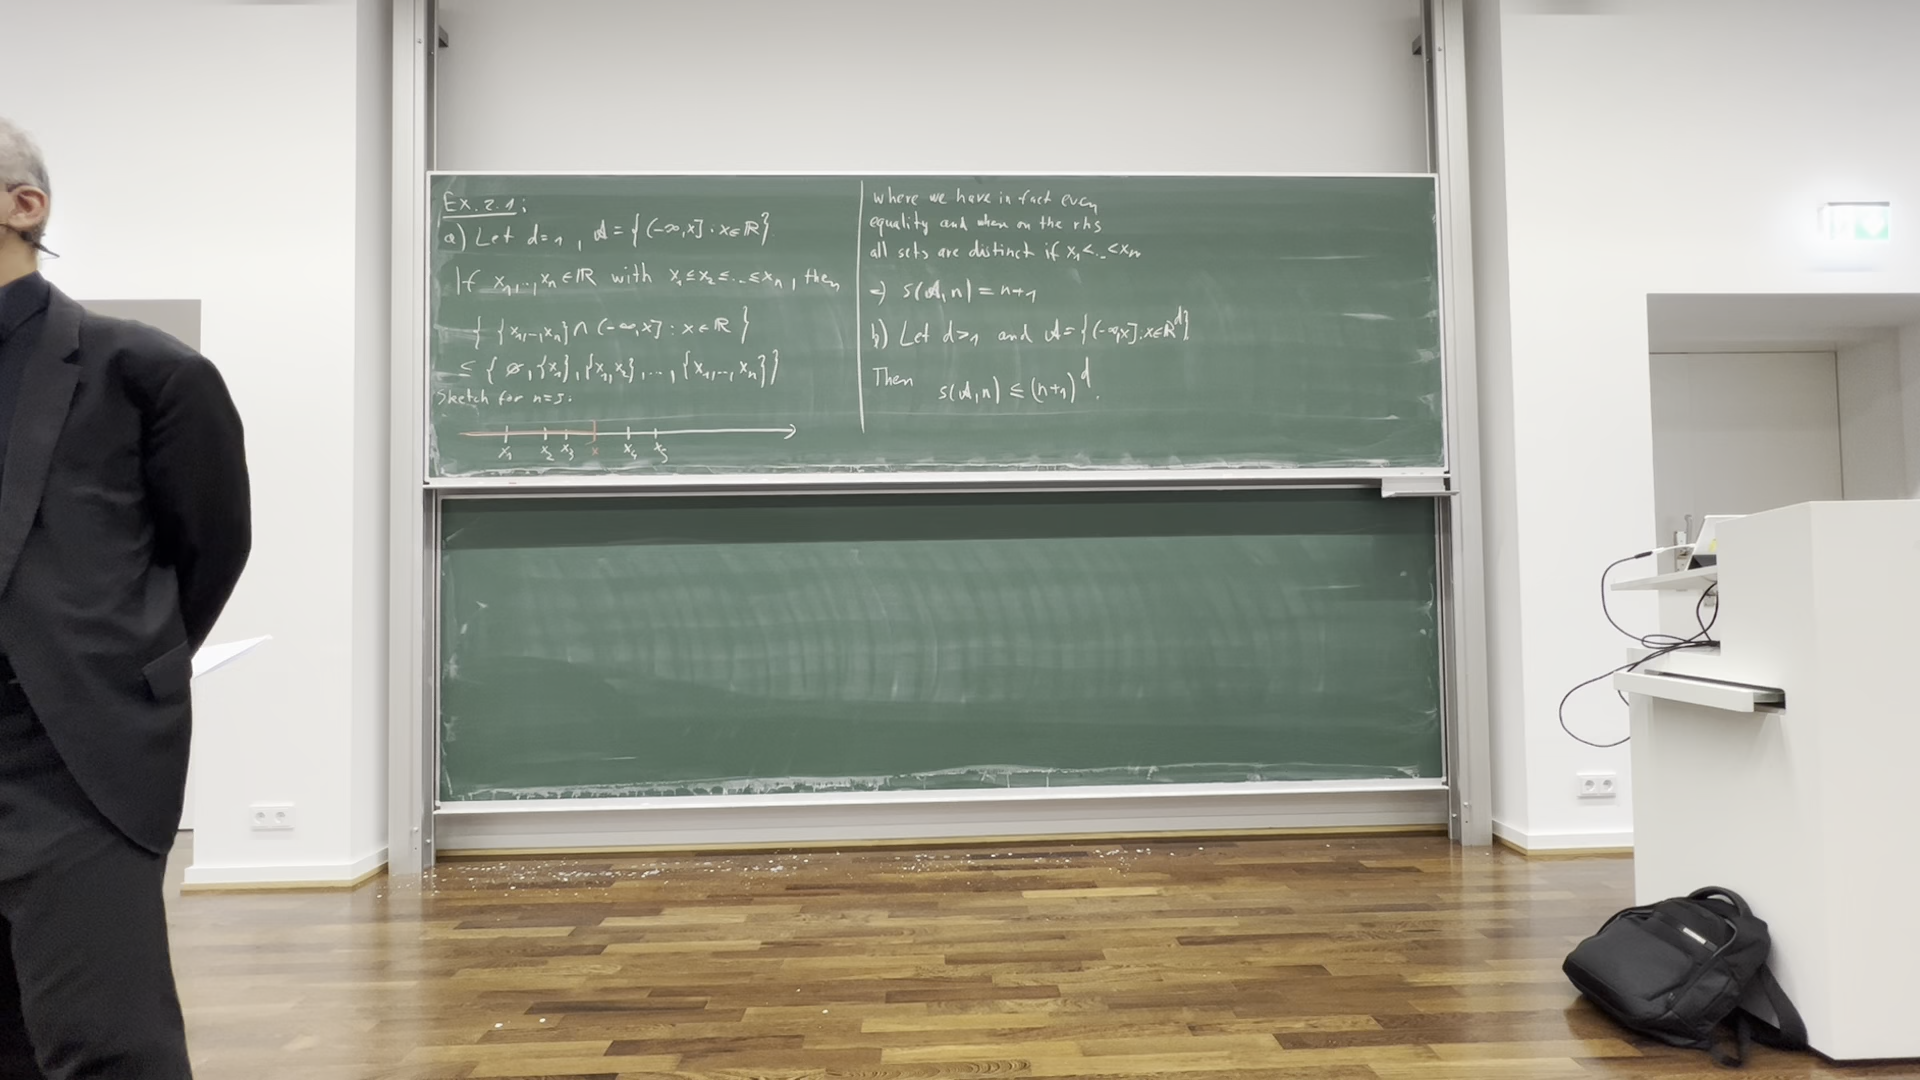 Ex. 2.1:
a) Let d=1, 𝒜 = {(-∞,x] : x∈ℝ}
If x₁,..,xₙ∈ℝ with x₁≤x₂≤...≤xₙ, then
{ {x₁,...,xₙ} ∩ (-∞,x] : x∈ℝ }
⊆ { ∅, {x₁}, {x₁,x₂}, ..., {x₁,...,xₙ} }
Sketch for n=5:
x₁ x₂ x₃ x x₄ x₅
where we have in fact even
equality and when on the rhs
all sets are distinct if x₁<...<xₙ
⇒ s(𝒜,n) = n+1
b) Let d>1 and 𝒜 = {(-∞,x] : x∈ℝᵈ}
Then s(𝒜,n) ≤ (n+1)ᵈ.